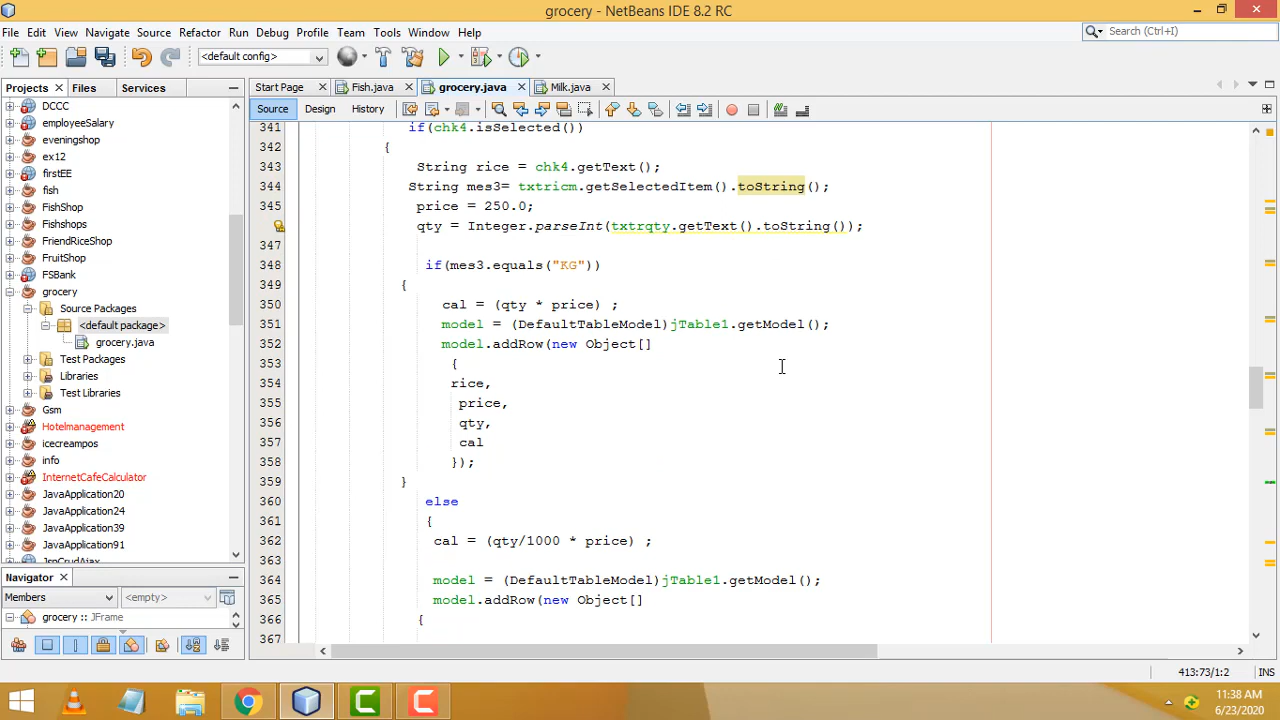 grocery - NetBeans IDE 8.2 RC
File Edit View Navigate Source Refactor Run Debug Profile Team Tools Window Help
Search (Ctrl+I)
<default config>
Projects Files Services
Start Page Fish.java grocery.java Milk.java
Source Design History
DCCC
employeeSalary
eveningshop
ex12
firstEE
fish
FishShop
Fishshops
FriendRiceShop
FruitShop
FSBank
grocery
Source Packages
<default package>
grocery.java
Test Packages
Libraries
Test Libraries
Gsm
Hotelmanagement
icecreampos
info
InternetCafeCalculator
JavaApplication20
JavaApplication24
JavaApplication39
JavaApplication91
JspCrudAjax
Navigator
Members <empty>
grocery :: JFrame
341 if(chk4.isSelected())
342 {
343 String rice = chk4.getText();
344 String mes3= txtricm.getSelectedItem().toString();
345 price = 250.0;
qty = Integer.parseInt(txtrqty.getText().toString());
347
348 if(mes3.equals("KG"))
349 {
350 cal = (qty * price) ;
351 model = (DefaultTableModel)jTable1.getModel();
352 model.addRow(new Object[]
353 {
354 rice,
355 price,
356 qty,
357 cal
358 });
359 }
360 else
361 {
362 cal = (qty/1000 * price) ;
363
364 model = (DefaultTableModel)jTable1.getModel();
365 model.addRow(new Object[]
366 {
367
413:73/1:2 INS
11:38 AM
6/23/2020